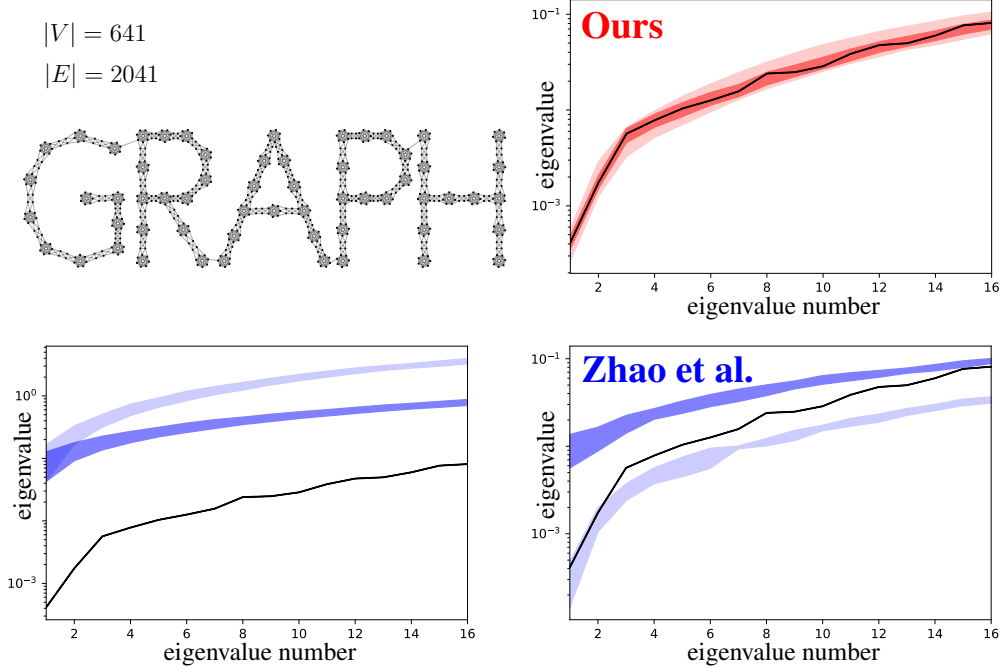 |V| = 641
|E| = 2041
GRAPH
Ours
10⁻¹
10⁻³
eigenvalue
2 4 6 8 10 12 14 16
eigenvalue number
10⁰
10⁻³
eigenvalue
2 4 6 8 10 12 14 16
eigenvalue number
Zhao et al.
10⁻¹
10⁻³
eigenvalue
2 4 6 8 10 12 14 16
eigenvalue number